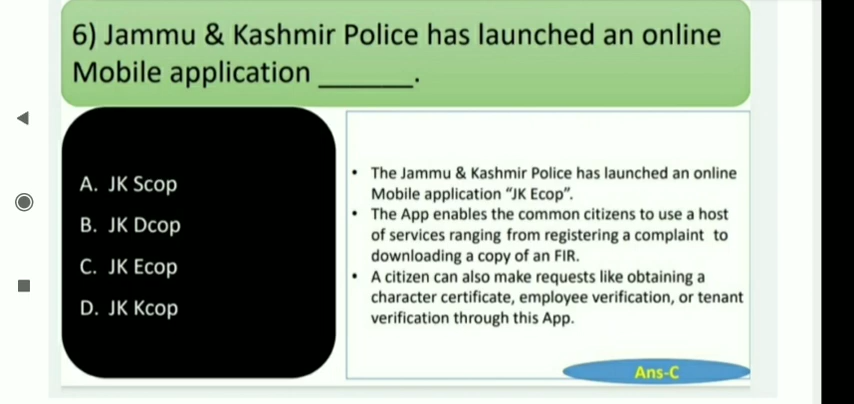 6) Jammu & Kashmir Police has launched an online
Mobile application ______.
A. JK Scop
B. JK Dcop
C. JK Ecop
D. JK Kcop
• The Jammu & Kashmir Police has launched an online
Mobile application “JK Ecop”.
• The App enables the common citizens to use a host
of services ranging from registering a complaint to
downloading a copy of an FIR.
• A citizen can also make requests like obtaining a
character certificate, employee verification, or tenant
verification through this App.
Ans-C